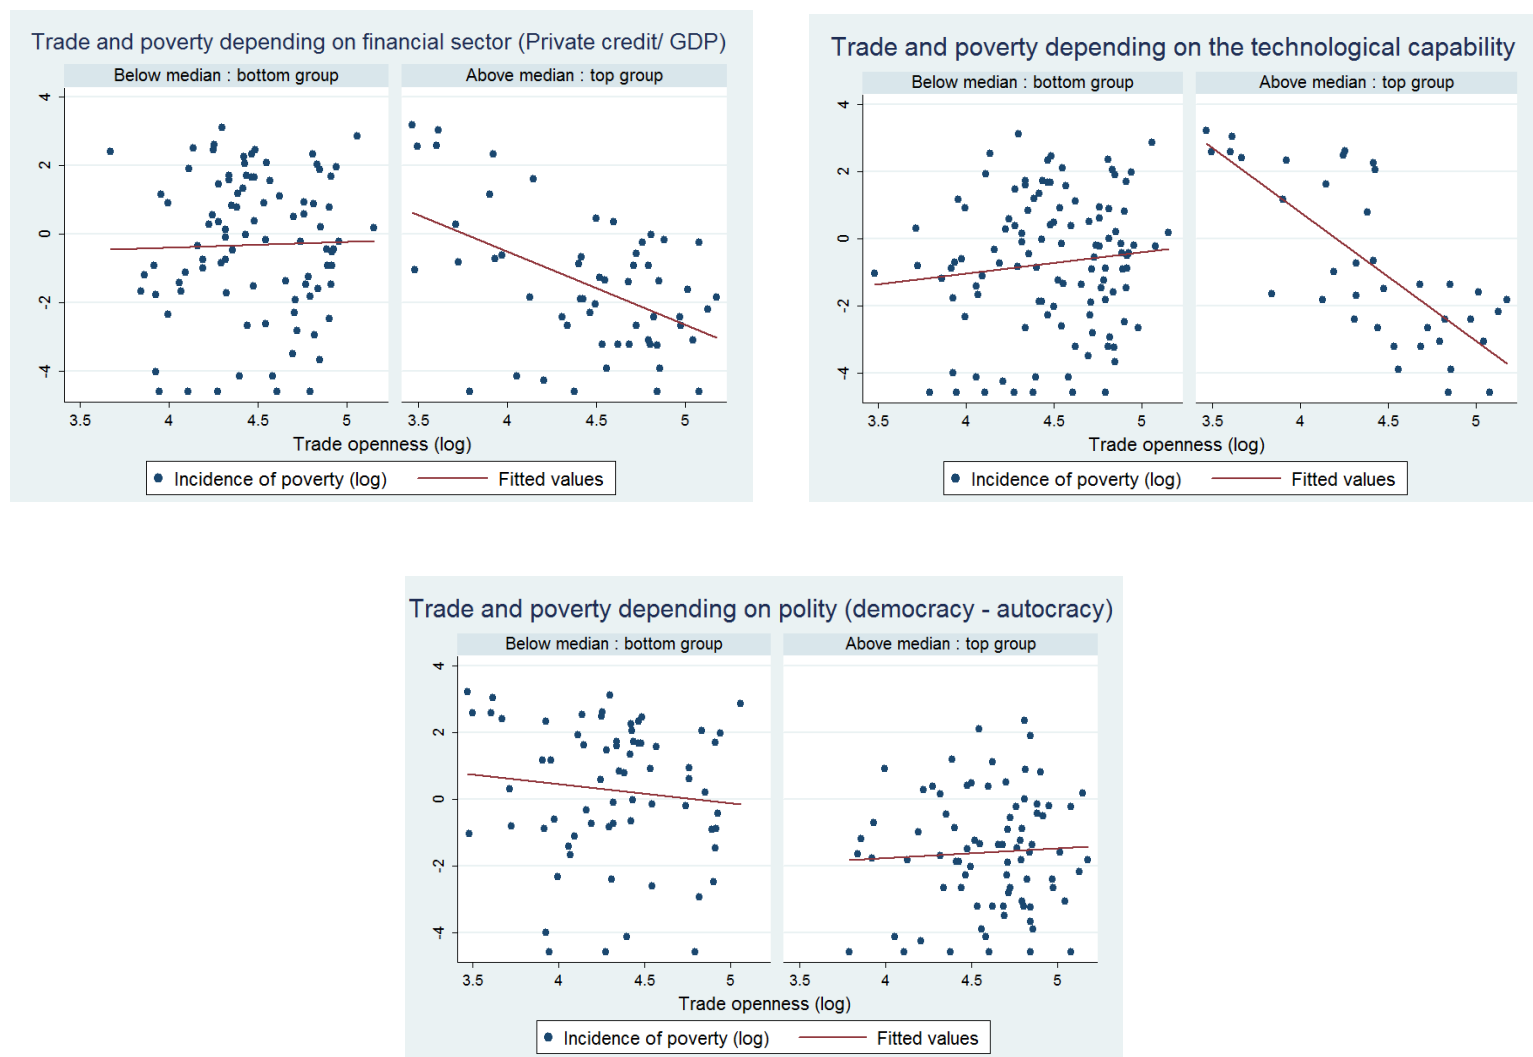 Trade and poverty depending on financial sector (Private credit/ GDP)
Below median : bottom group
Above median : top group
4
2
0
-2
-4
3.5 4 4.5 5
3.5 4 4.5 5
Trade openness (log)
Incidence of poverty (log) Fitted values
Trade and poverty depending on the technological capability
Below median : bottom group
Above median : top group
4
2
0
-2
-4
3.5 4 4.5 5
3.5 4 4.5 5
Trade openness (log)
Incidence of poverty (log) Fitted values
Trade and poverty depending on polity (democracy - autocracy)
Below median : bottom group
Above median : top group
4
2
0
-2
-4
3.5 4 4.5 5
3.5 4 4.5 5
Trade openness (log)
Incidence of poverty (log) Fitted values